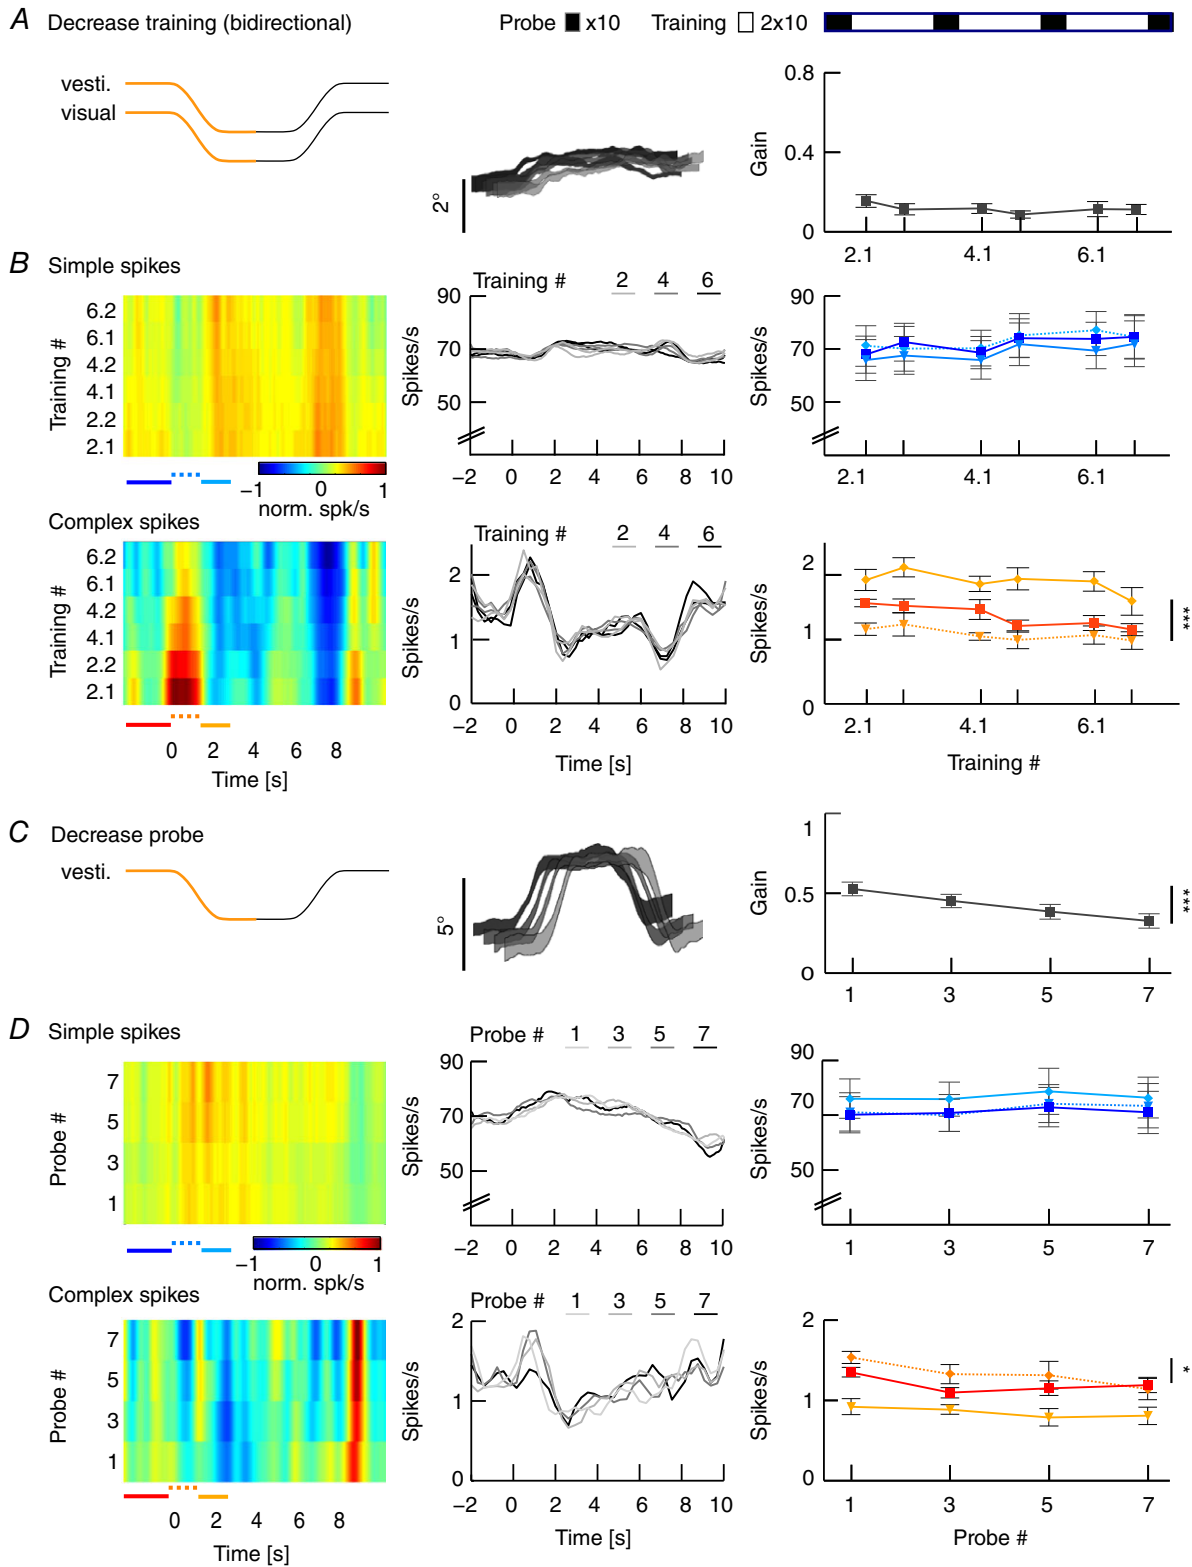 A Decrease training (bidirectional)
Probe x10 Training 2x10
vesti.
visual
2°
Gain
0.8
0.4
0
2.1 4.1 6.1
B Simple spikes
Training #
6.2
6.1
4.2
4.1
2.2
2.1
−1 0 1
norm. spk/s
Training # 2 4 6
Spikes/s
90
70
50
−2 0 2 4 6 8 10
Spikes/s
90
70
50
2.1 4.1 6.1
Complex spikes
Training #
6.2
6.1
4.2
4.1
2.2
2.1
0 2 4 6 8
Time [s]
Training # 2 4 6
Spikes/s
2
1
0
−2 0 2 4 6 8 10
Time [s]
Spikes/s
2
1
0
***
2.1 4.1 6.1
Training #
C Decrease probe
vesti.
5°
Gain
1
0.5
0
***
1 3 5 7
D Simple spikes
Probe #
7
5
3
1
−1 0 1
norm. spk/s
Probe # 1 3 5 7
Spikes/s
90
70
50
−2 0 2 4 6 8 10
Spikes/s
90
70
50
1 3 5 7
Complex spikes
Probe #
7
5
3
1
0 2 4 6 8
Time [s]
Probe # 1 3 5 7
Spikes/s
2
1
0
−2 0 2 4 6 8 10
Time [s]
Spikes/s
2
1
0
*
1 3 5 7
Probe #